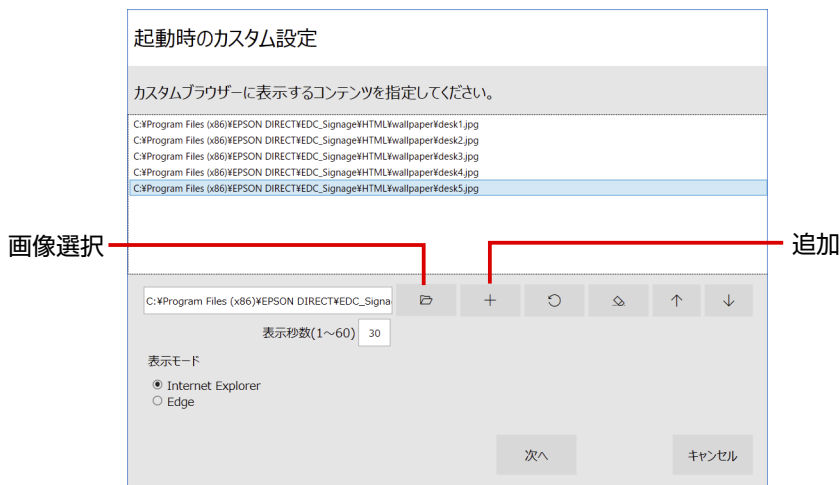 起動時のカスタム設定
カスタムブラウザーに表示するコンテンツを指定してください。
C:¥Program Files (x86)¥EPSON DIRECT¥EDC_Signage¥HTML¥wallpaper¥desk1.jpg
C:¥Program Files (x86)¥EPSON DIRECT¥EDC_Signage¥HTML¥wallpaper¥desk2.jpg
C:¥Program Files (x86)¥EPSON DIRECT¥EDC_Signage¥HTML¥wallpaper¥desk3.jpg
C:¥Program Files (x86)¥EPSON DIRECT¥EDC_Signage¥HTML¥wallpaper¥desk4.jpg
C:¥Program Files (x86)¥EPSON DIRECT¥EDC_Signage¥HTML¥wallpaper¥desk5.jpg
画像選択
追加
C:¥Program Files (x86)¥EPSON DIRECT¥EDC_Signa
表示秒数(1~60) 30
表示モード
Internet Explorer
Edge
次へ キャンセル